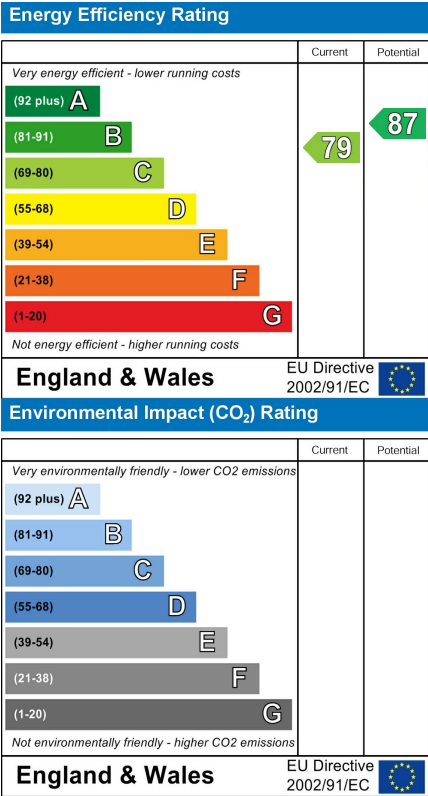 Energy Efficiency Rating
Current Potential
Very energy efficient - lower running costs
(92 plus) A
(81-91) B
(69-80) C
(55-68) D
(39-54) E
(21-38) F
(1-20) G
79
87
Not energy efficient - higher running costs
England & Wales
EU Directive
2002/91/EC
Environmental Impact (CO₂) Rating
Current Potential
Very environmentally friendly - lower CO2 emissions
(92 plus) A
(81-91) B
(69-80) C
(55-68) D
(39-54) E
(21-38) F
(1-20) G
Not environmentally friendly - higher CO2 emissions
England & Wales
EU Directive
2002/91/EC